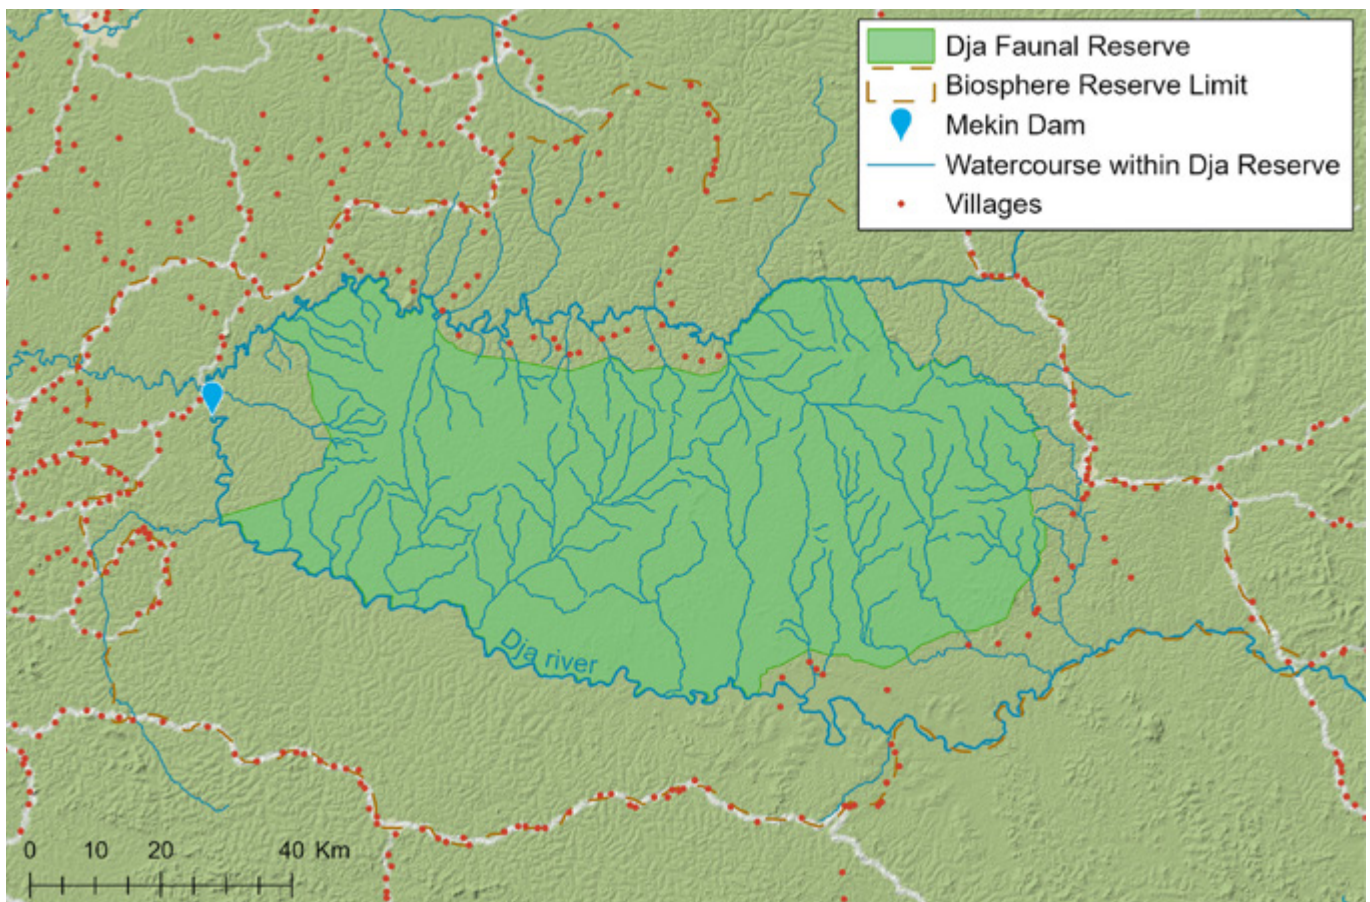 Dja Faunal Reserve
Biosphere Reserve Limit
Mekin Dam
Watercourse within Dja Reserve
Villages
Dja river
0 10 20 40 Km